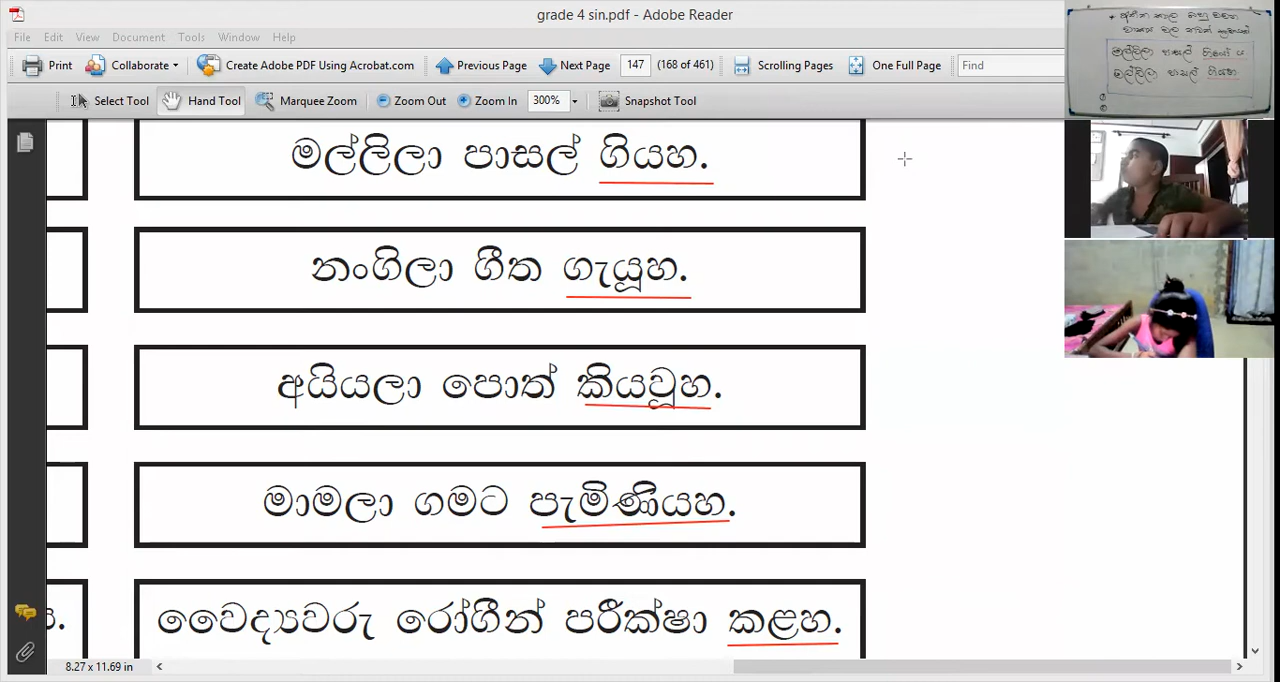 grade 4 sin.pdf - Adobe Reader
File Edit View Document Tools Window Help
Print Collaborate Create Adobe PDF Using Acrobat.com Previous Page Next Page 147 (168 of 461) Scrolling Pages One Full Page Find
Select Tool Hand Tool Marquee Zoom Zoom Out Zoom In 300% Snapshot Tool
මල්ලිලා පාසල් ගියහ.
නංගිලා ගීත ගැයූහ.
අයියලා පොත් කියවූහ.
මාමලා ගමට පැමිණියහ.
වෛද්‍යවරු රෝගීන් පරීක්ෂා කළහ.
8.27 x 11.69 in
මල්ලිලා පාසල්
මල්ලිලා පාසල් ගියහ